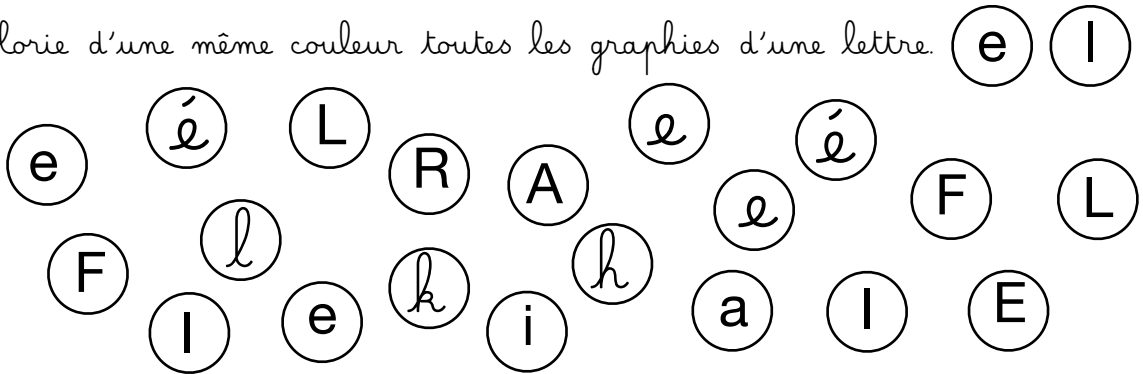 lorie d'une même couleur toutes les graphies d'une lettre. e l
é L e é
e R A e F L
F l k h
l e i a l E